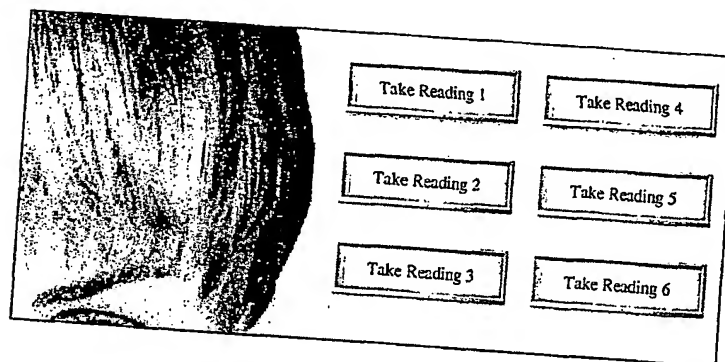 Take Reading 1
Take Reading 4
Take Reading 2
Take Reading 5
Take Reading 3
Take Reading 6